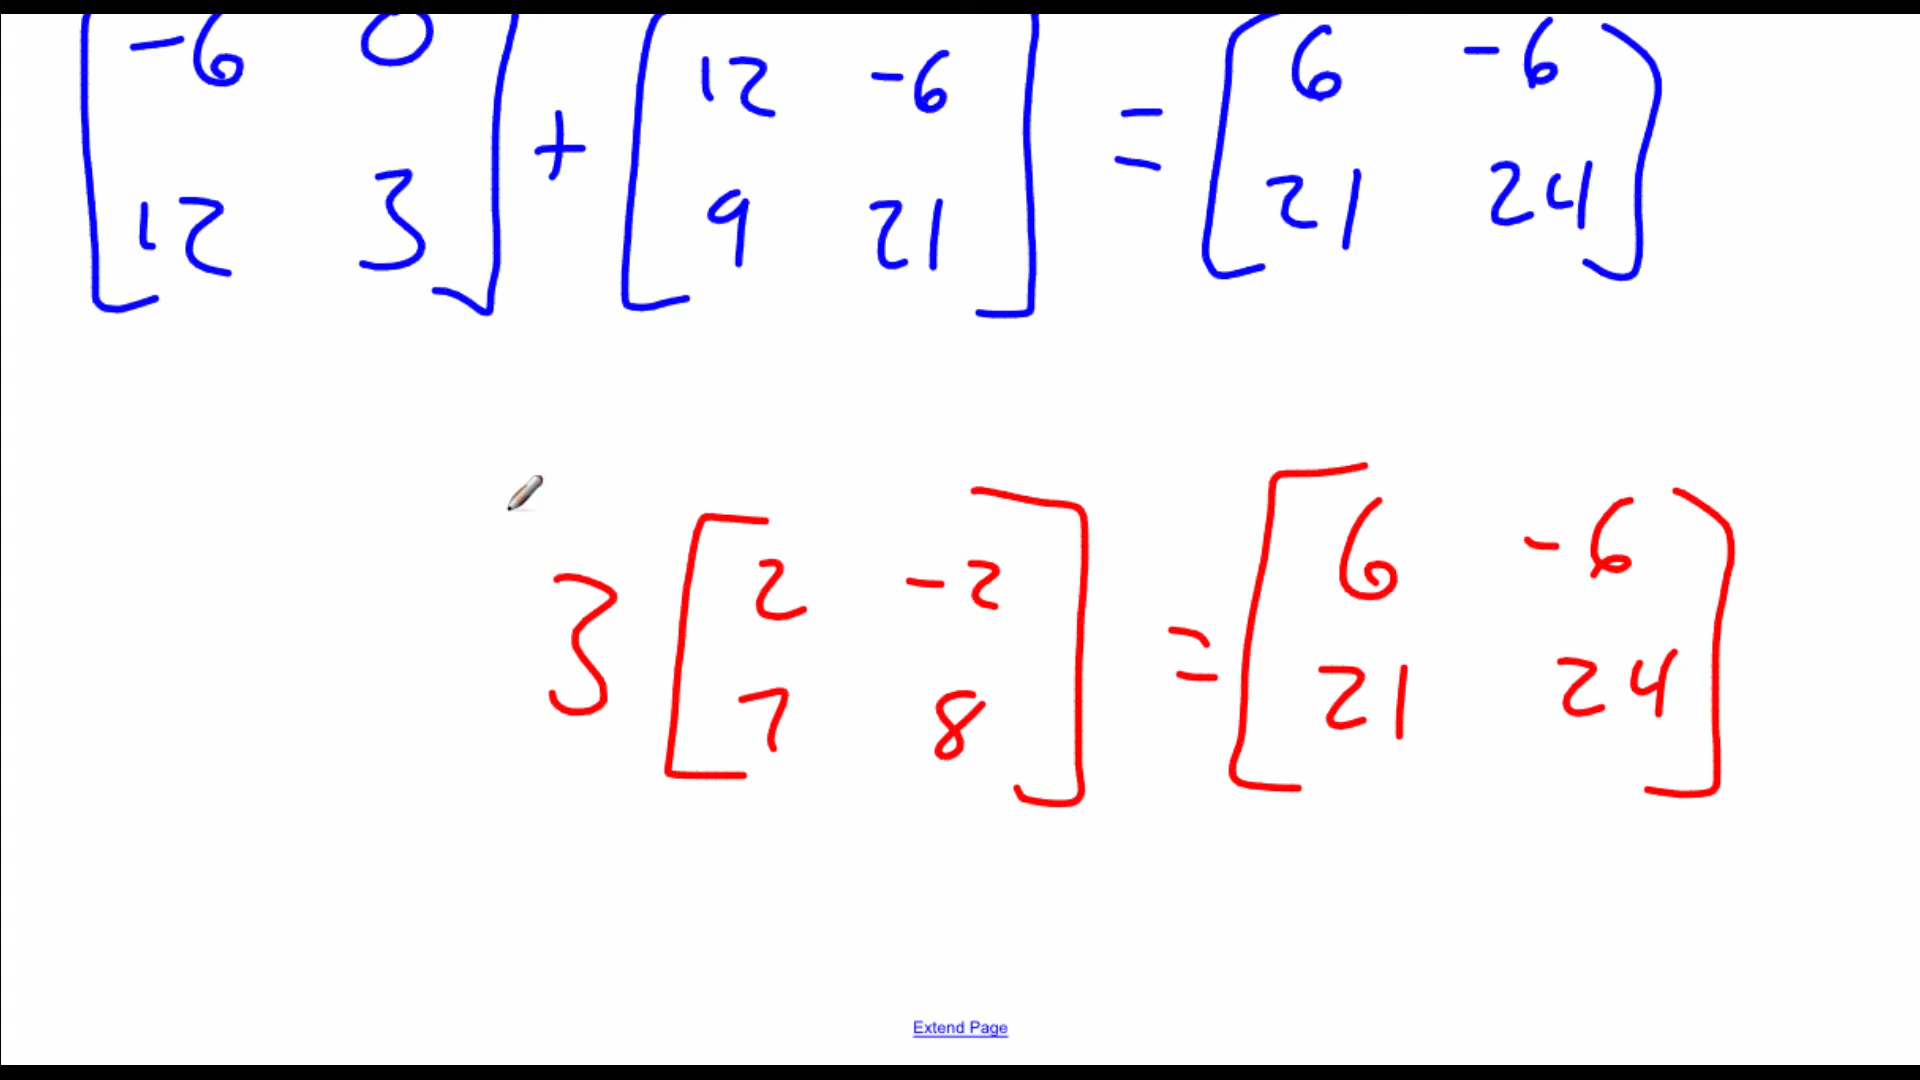 -6 0 12 -6 6 -6
+ =
12 3 9 21 21 24
2 -2 6 -6
3 =
7 8 21 24
Extend Page